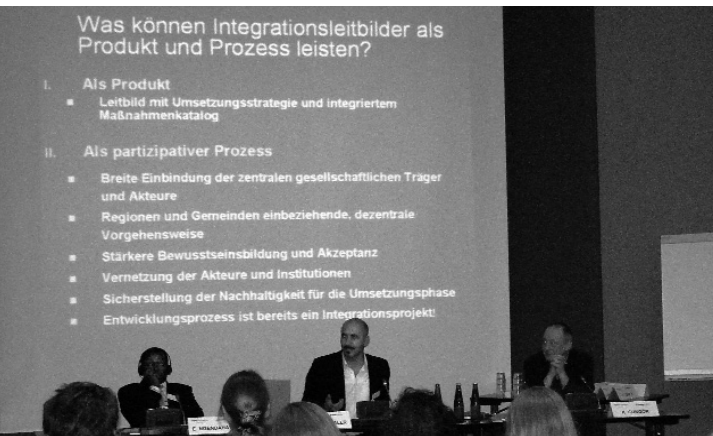 Was können Integrationsleitbilder als
Produkt und Prozess leisten?
I. Als Produkt
■ Leitbild mit Umsetzungsstrategie und integriertem
Maßnahmenkatalog
II. Als partizipativer Prozess
■ Breite Einbindung der zentralen gesellschaftlichen Träger
und Akteure
■ Regionen und Gemeinden einbeziehende, dezentrale
Vorgehensweise
■ Stärkere Bewusstseinsbildung und Akzeptanz
■ Vernetzung der Akteure und Institutionen
■ Sicherstellung der Nachhaltigkeit für die Umsetzungsphase
■ Entwicklungsprozess ist bereits ein Integrationsprojekt!